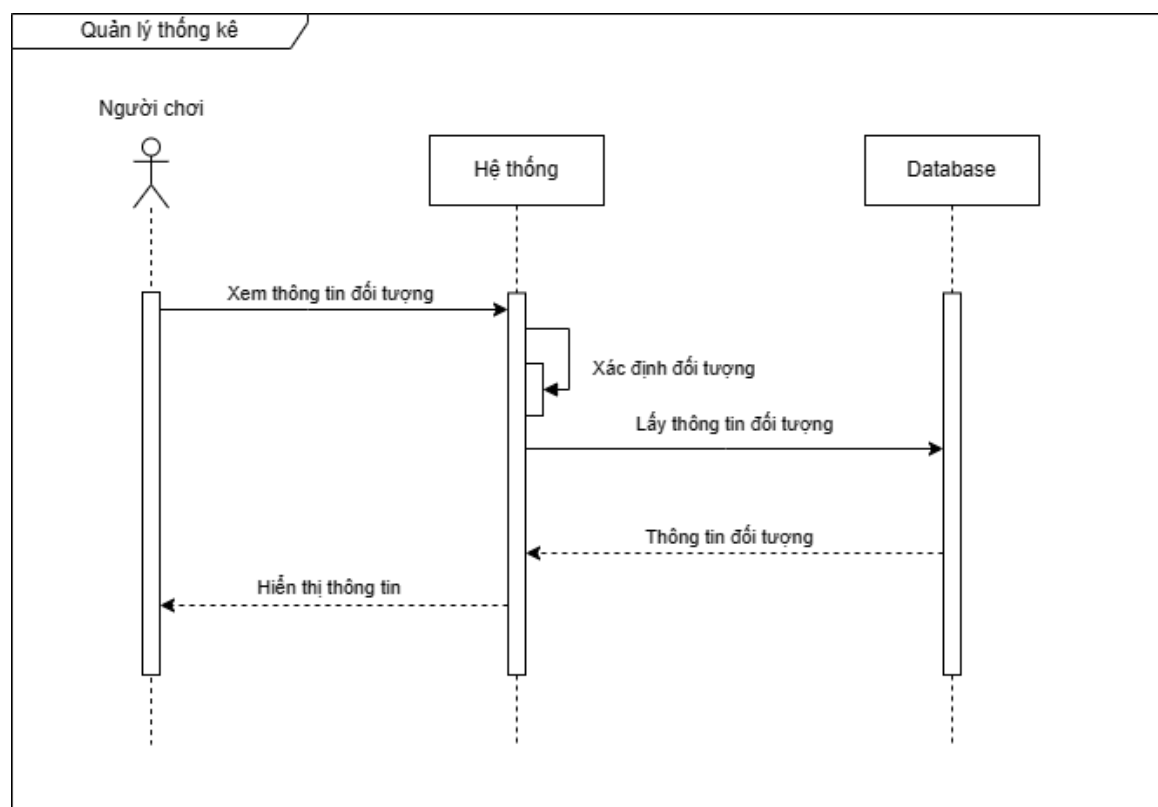 Quản lý thống kê
Người chơi
Hệ thống
Database
Xem thông tin đối tượng
Xác định đối tượng
Lấy thông tin đối tượng
Thông tin đối tượng
Hiển thị thông tin